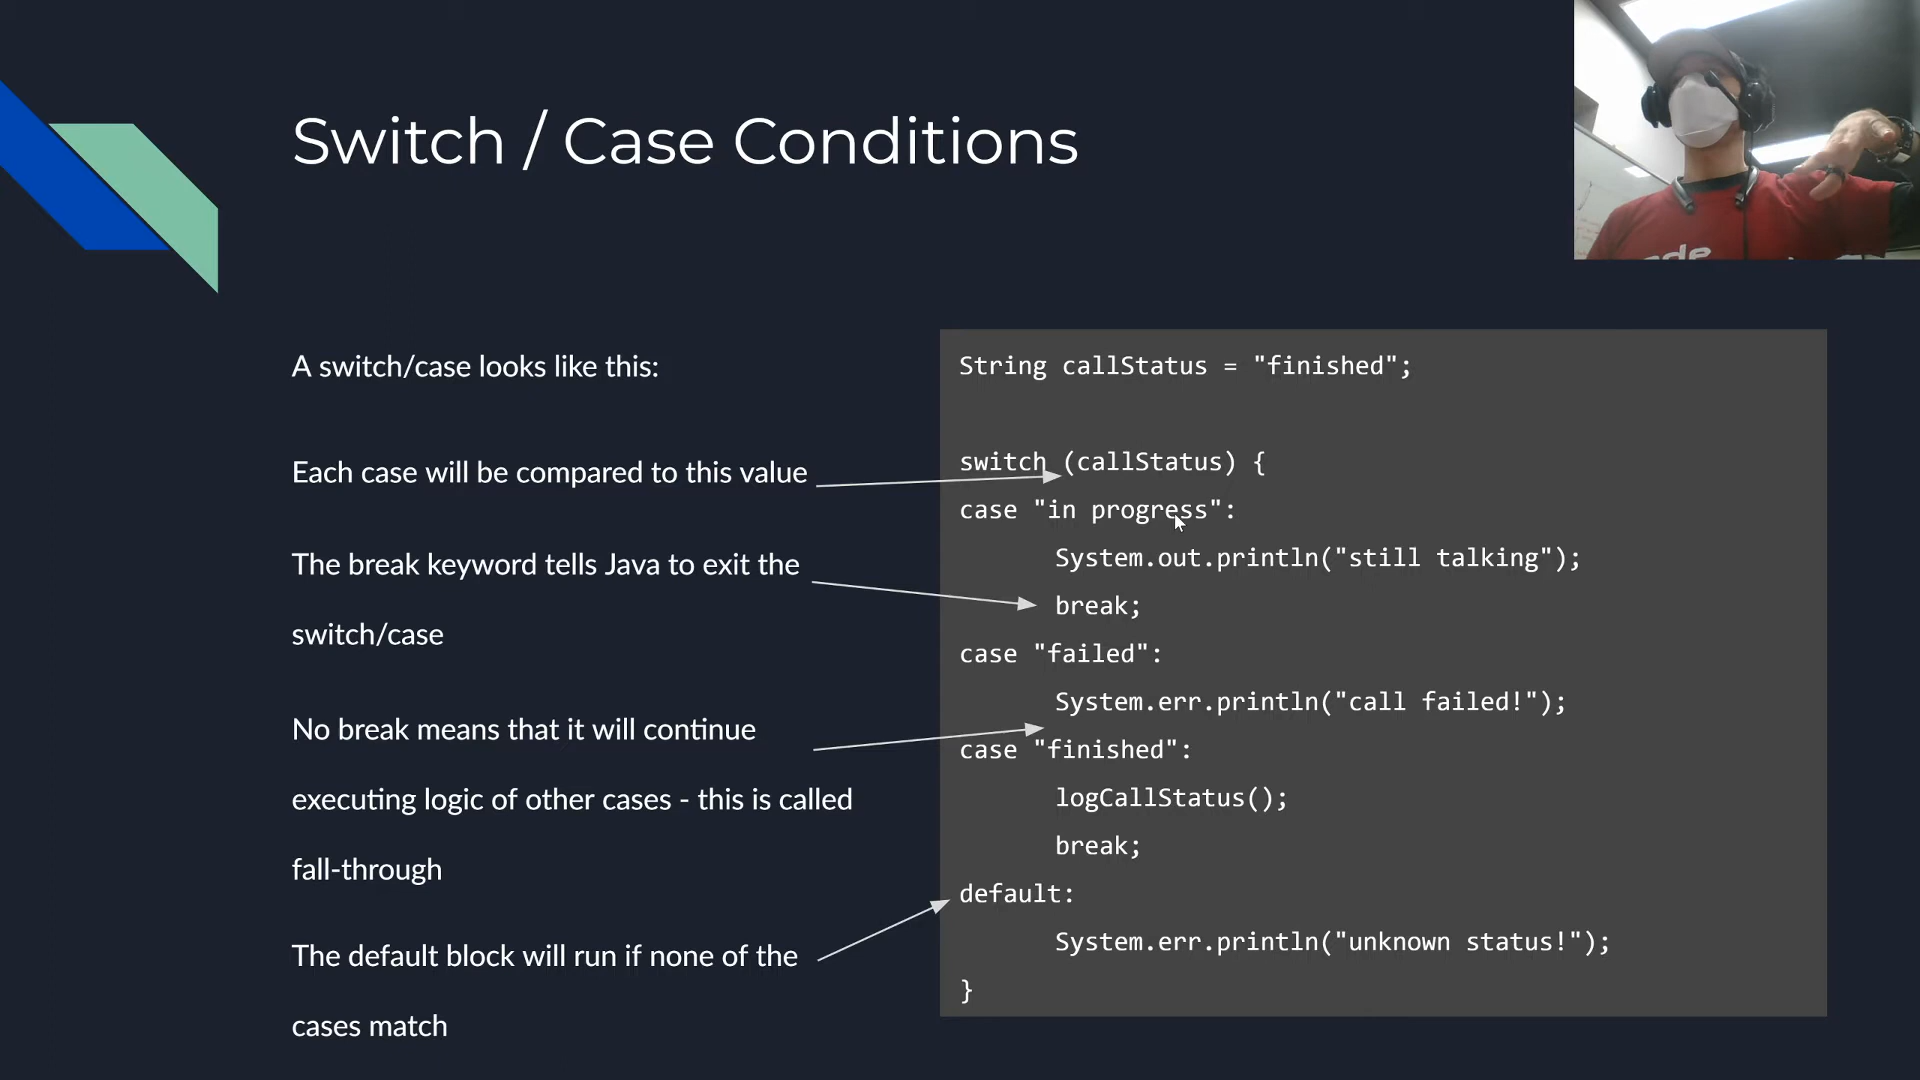 Switch / Case Conditions
A switch/case looks like this:
Each case will be compared to this value
The break keyword tells Java to exit the
switch/case
No break means that it will continue
executing logic of other cases - this is called
fall-through
The default block will run if none of the
cases match
String callStatus = "finished";
switch (callStatus) {
case "in progress":
System.out.println("still talking");
break;
case "failed":
System.err.println("call failed!");
case "finished":
logCallStatus();
break;
default:
System.err.println("unknown status!");
}